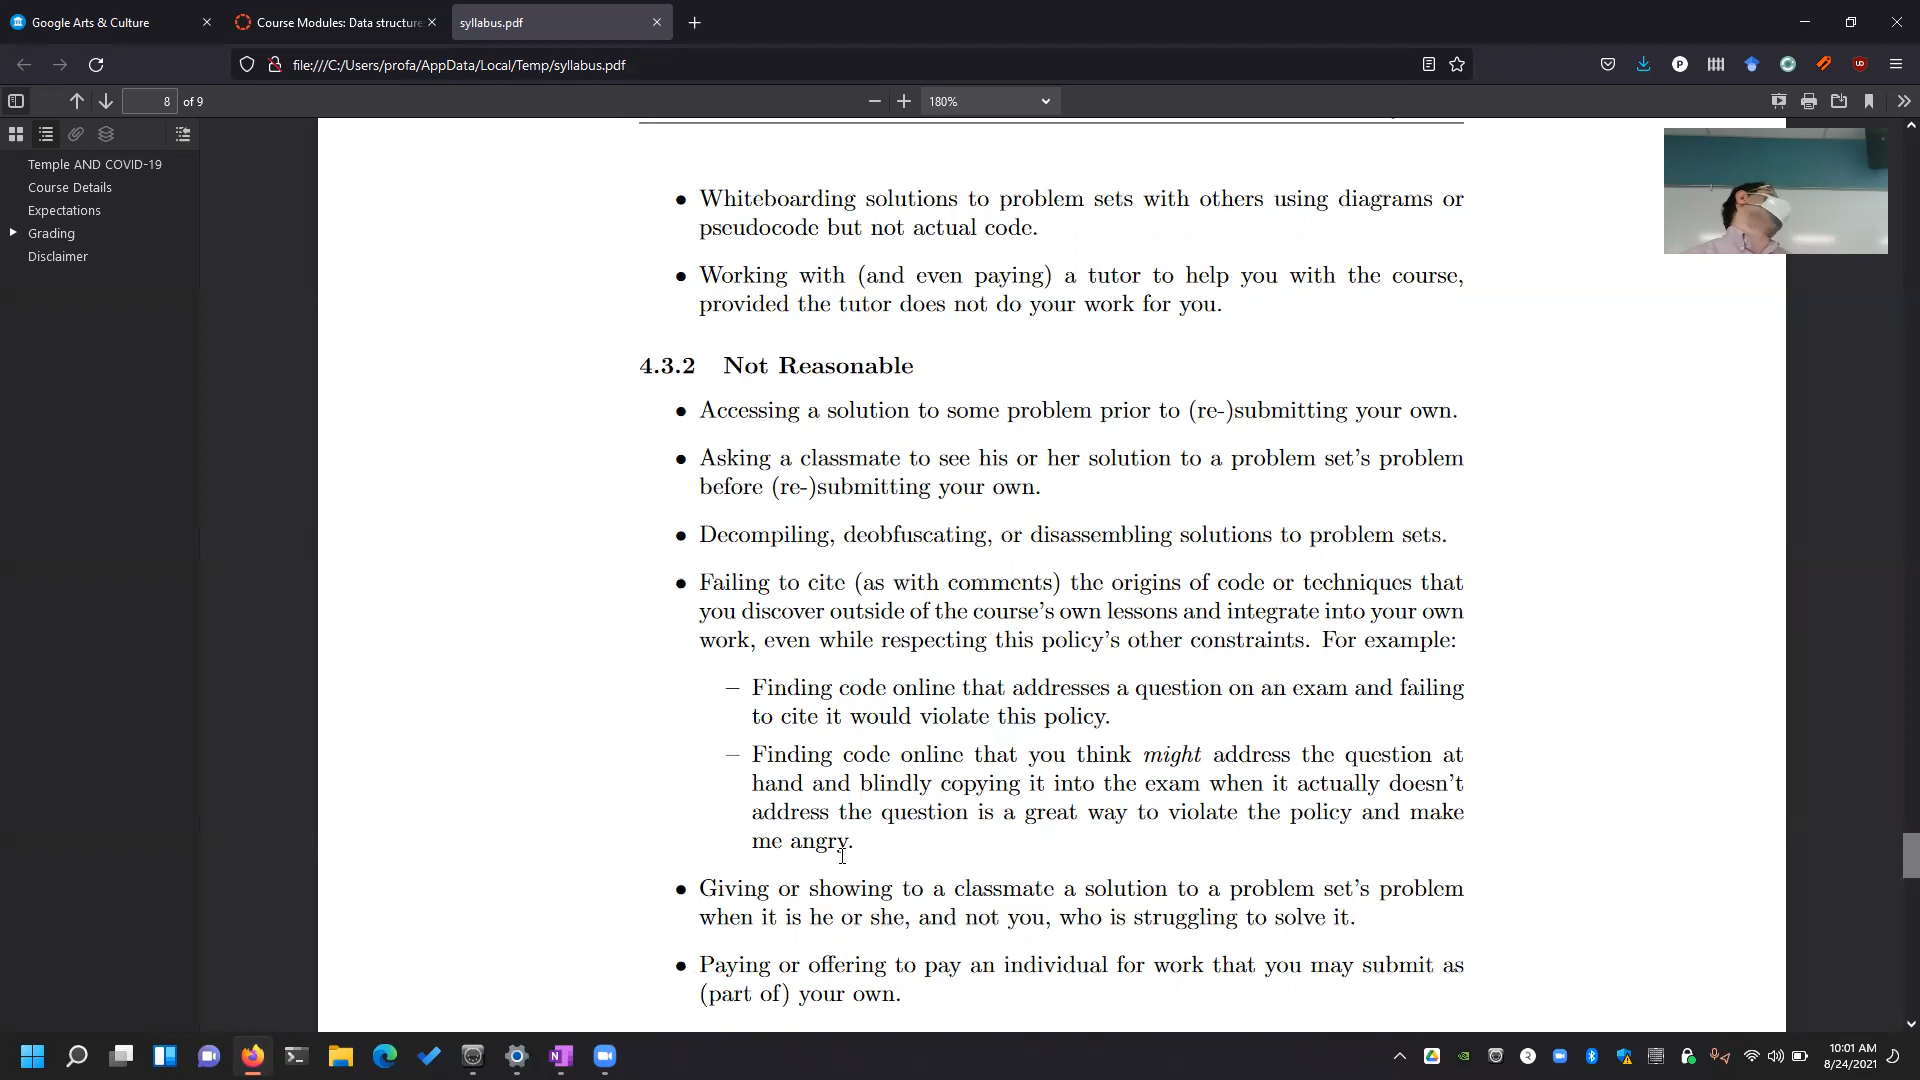 Google Arts & Culture
Course Modules: Data structure
syllabus.pdf
file:///C:/Users/profa/AppData/Local/Temp/syllabus.pdf
8 of 9
180%
Temple AND COVID-19
Course Details
Expectations
Grading
Disclaimer
• Whiteboarding solutions to problem sets with others using diagrams or
pseudocode but not actual code.
• Working with (and even paying) a tutor to help you with the course,
provided the tutor does not do your work for you.
4.3.2 Not Reasonable
• Accessing a solution to some problem prior to (re-)submitting your own.
• Asking a classmate to see his or her solution to a problem set's problem
before (re-)submitting your own.
• Decompiling, deobfuscating, or disassembling solutions to problem sets.
• Failing to cite (as with comments) the origins of code or techniques that
you discover outside of the course's own lessons and integrate into your own
work, even while respecting this policy's other constraints. For example:
– Finding code online that addresses a question on an exam and failing
to cite it would violate this policy.
– Finding code online that you think might address the question at
hand and blindly copying it into the exam when it actually doesn't
address the question is a great way to violate the policy and make
me angry.
• Giving or showing to a classmate a solution to a problem set's problem
when it is he or she, and not you, who is struggling to solve it.
• Paying or offering to pay an individual for work that you may submit as
(part of) your own.
10:01 AM
8/24/2021